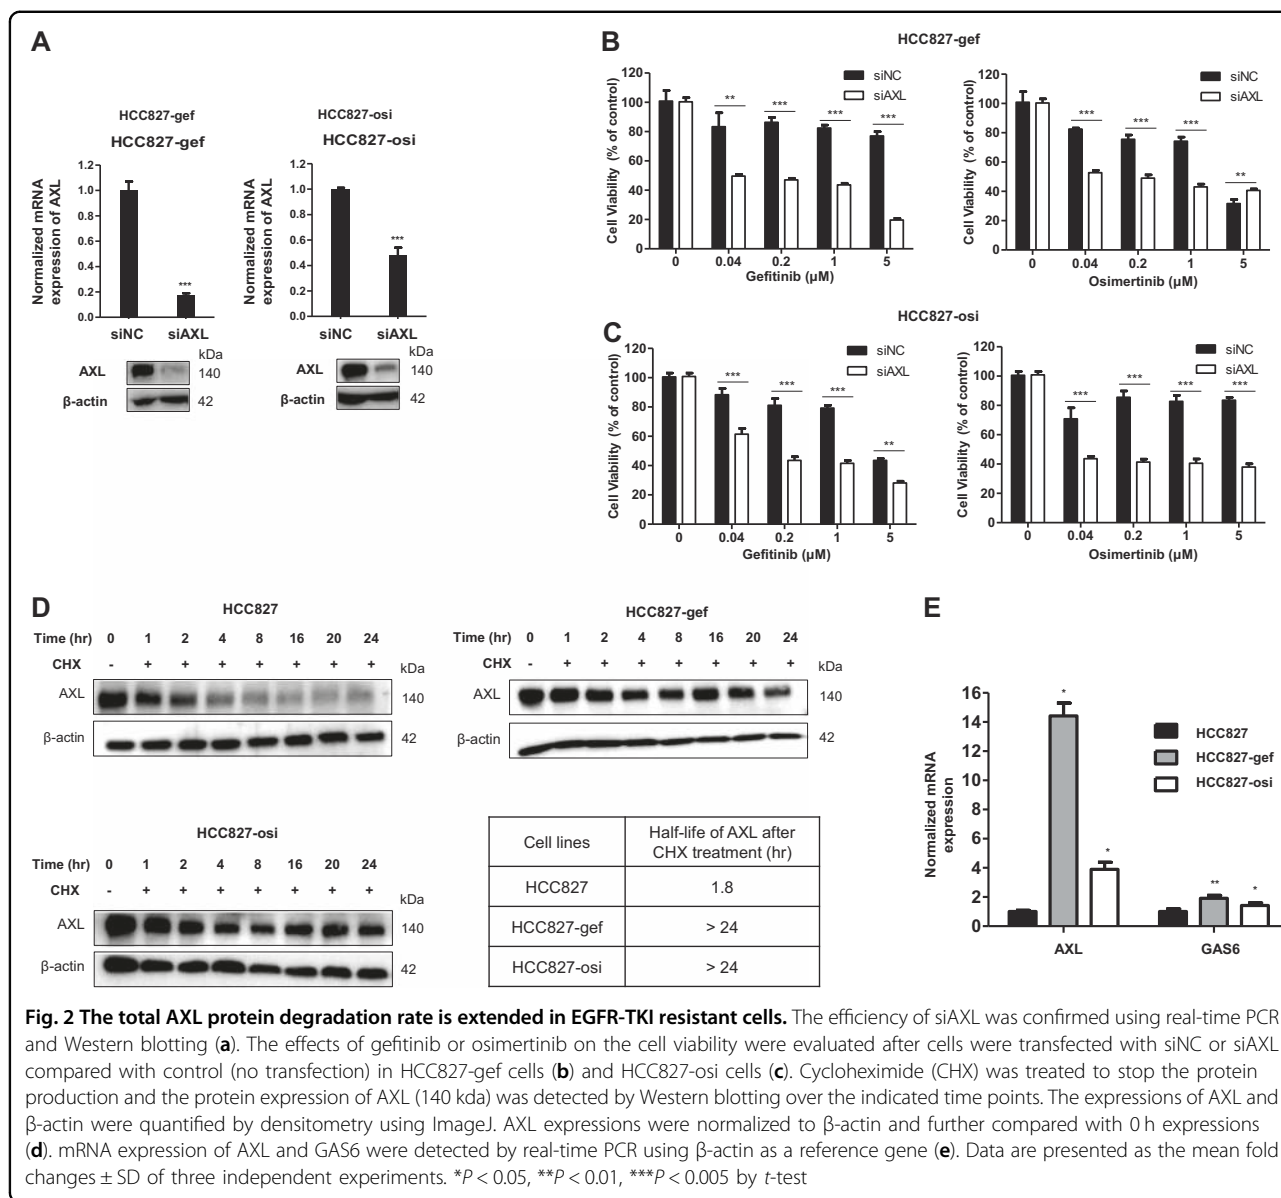 A
HCC827-gef
HCC827-gef
Normalized mRNA
expression of AXL
1.2
1.0
0.8
0.6
0.4
0.2
0.0
***
siNC siAXL
kDa
AXL 140
β-actin 42
HCC827-osi
HCC827-osi
Normalized mRNA
expression of AXL
1.2
1.0
0.8
0.6
0.4
0.2
0.0
***
siNC siAXL
kDa
AXL 140
β-actin 42
B
HCC827-gef
Cell Viability (% of control)
120
100
80
60
40
20
0
siNC
siAXL
** *** *** ***
0 0.04 0.2 1 5
Gefitinib (μM)
Cell Viability (% of control)
120
100
80
60
40
20
0
siNC
siAXL
*** *** *** **
0 0.04 0.2 1 5
Osimertinib (μM)
C
HCC827-osi
Cell Viability (% of control)
120
100
80
60
40
20
0
siNC
siAXL
*** *** *** **
0 0.04 0.2 1 5
Gefitinib (μM)
Cell Viability (% of control)
120
100
80
60
40
20
0
siNC
siAXL
*** *** *** ***
0 0.04 0.2 1 5
Osimertinib (μM)
D
HCC827
Time (hr) 0 1 2 4 8 16 20 24
CHX - + + + + + + +
kDa
AXL 140
β-actin 42
HCC827-gef
Time (hr) 0 1 2 4 8 16 20 24
CHX - + + + + + + +
kDa
AXL 140
β-actin 42
HCC827-osi
Time (hr) 0 1 2 4 8 16 20 24
CHX - + + + + + + +
kDa
AXL 140
β-actin 42
Cell lines Half-life of AXL after
CHX treatment (hr)
HCC827 1.8
HCC827-gef > 24
HCC827-osi > 24
E
Normalized mRNA
expression
16
14
12
10
8
6
4
2
0
* * ** *
HCC827
HCC827-gef
HCC827-osi
AXL GAS6
Fig. 2 The total AXL protein degradation rate is extended in EGFR-TKI resistant cells. The efficiency of siAXL was confirmed using real-time PCR
and Western blotting (a). The effects of gefitinib or osimertinib on the cell viability were evaluated after cells were transfected with siNC or siAXL
compared with control (no transfection) in HCC827-gef cells (b) and HCC827-osi cells (c). Cycloheximide (CHX) was treated to stop the protein
production and the protein expression of AXL (140 kda) was detected by Western blotting over the indicated time points. The expressions of AXL and
β-actin were quantified by densitometry using ImageJ. AXL expressions were normalized to β-actin and further compared with 0 h expressions
(d). mRNA expression of AXL and GAS6 were detected by real-time PCR using β-actin as a reference gene (e). Data are presented as the mean fold
changes ± SD of three independent experiments. *P < 0.05, **P < 0.01, ***P < 0.005 by t-test